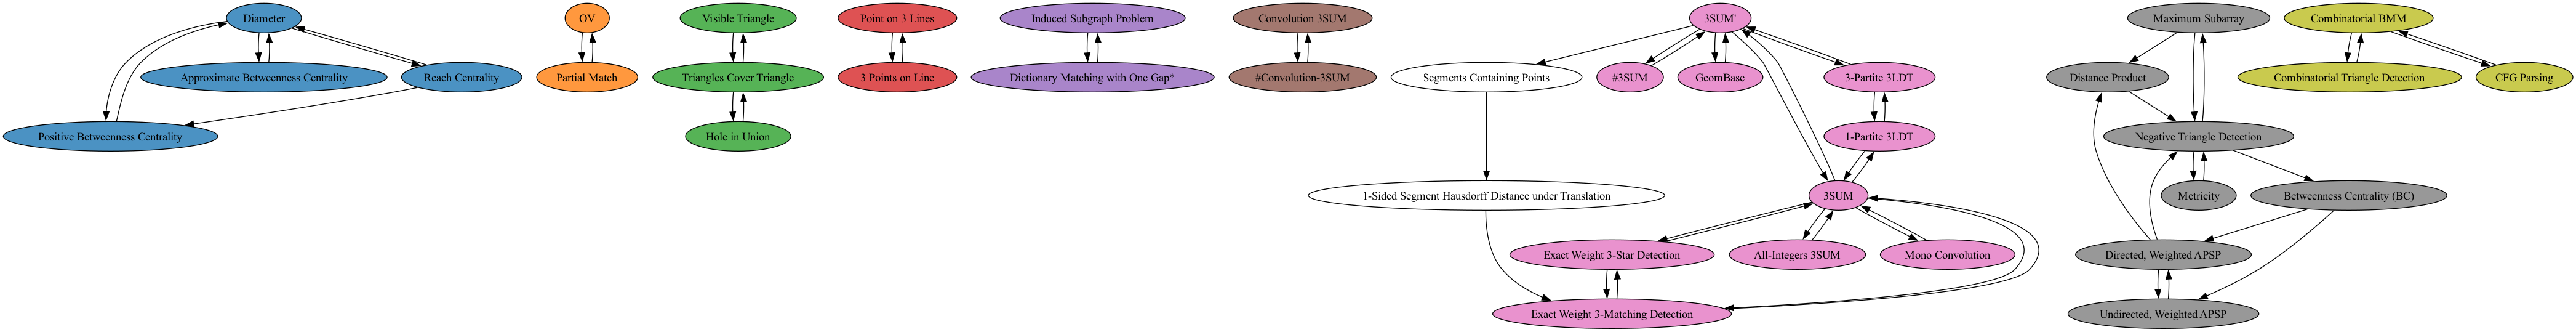 Diameter
OV
Visible Triangle
Point on 3 Lines
Induced Subgraph Problem
Convolution 3SUM
3SUM'
Maximum Subarray
Combinatorial BMM
Approximate Betweenness Centrality
Reach Centrality
Partial Match
Triangles Cover Triangle
3 Points on Line
Dictionary Matching with One Gap*
#Convolution-3SUM
Segments Containing Points
#3SUM
GeomBase
3-Partite 3LDT
Distance Product
Combinatorial Triangle Detection
CFG Parsing
Positive Betweenness Centrality
Hole in Union
1-Partite 3LDT
Negative Triangle Detection
1-Sided Segment Hausdorff Distance under Translation
3SUM
Metricity
Betweenness Centrality (BC)
Exact Weight 3-Star Detection
All-Integers 3SUM
Mono Convolution
Directed, Weighted APSP
Exact Weight 3-Matching Detection
Undirected, Weighted APSP